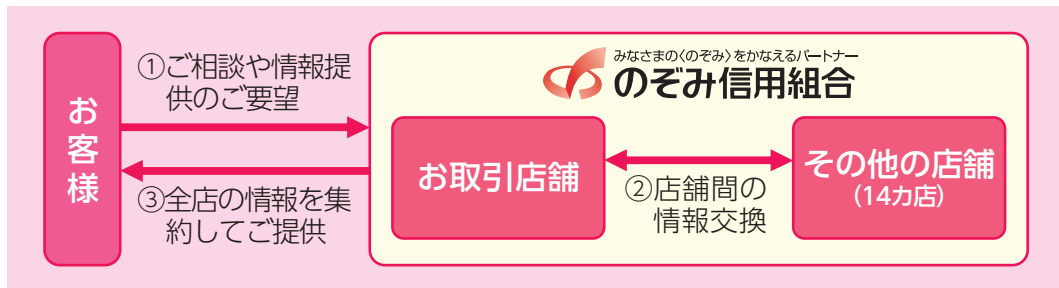 お客様
①ご相談や情報提
供のご要望
③全店の情報を集
約してご提供
みなさまの〈のぞみ〉をかなえるパートナー
のぞみ信用組合
お取引店舗
②店舗間の
情報交換
その他の店舗
(14カ店)